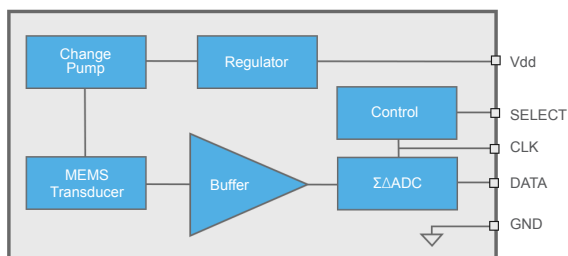 Change
Pump
Regulator
Vdd
Control
SELECT
CLK
MEMS
Transducer
Buffer
ΣΔADC
DATA
GND